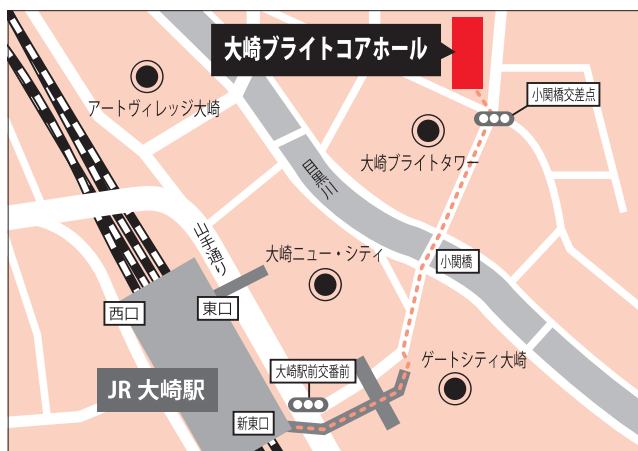 大崎ブライトコアホール
小関橋交差点
アートヴィレッジ大崎
大崎ブライトタワー
目黒川
山手通り
大崎ニュー・シティ
小関橋
西口
東口
大崎駅前交番前
ゲートシティ大崎
JR 大崎駅
新東口